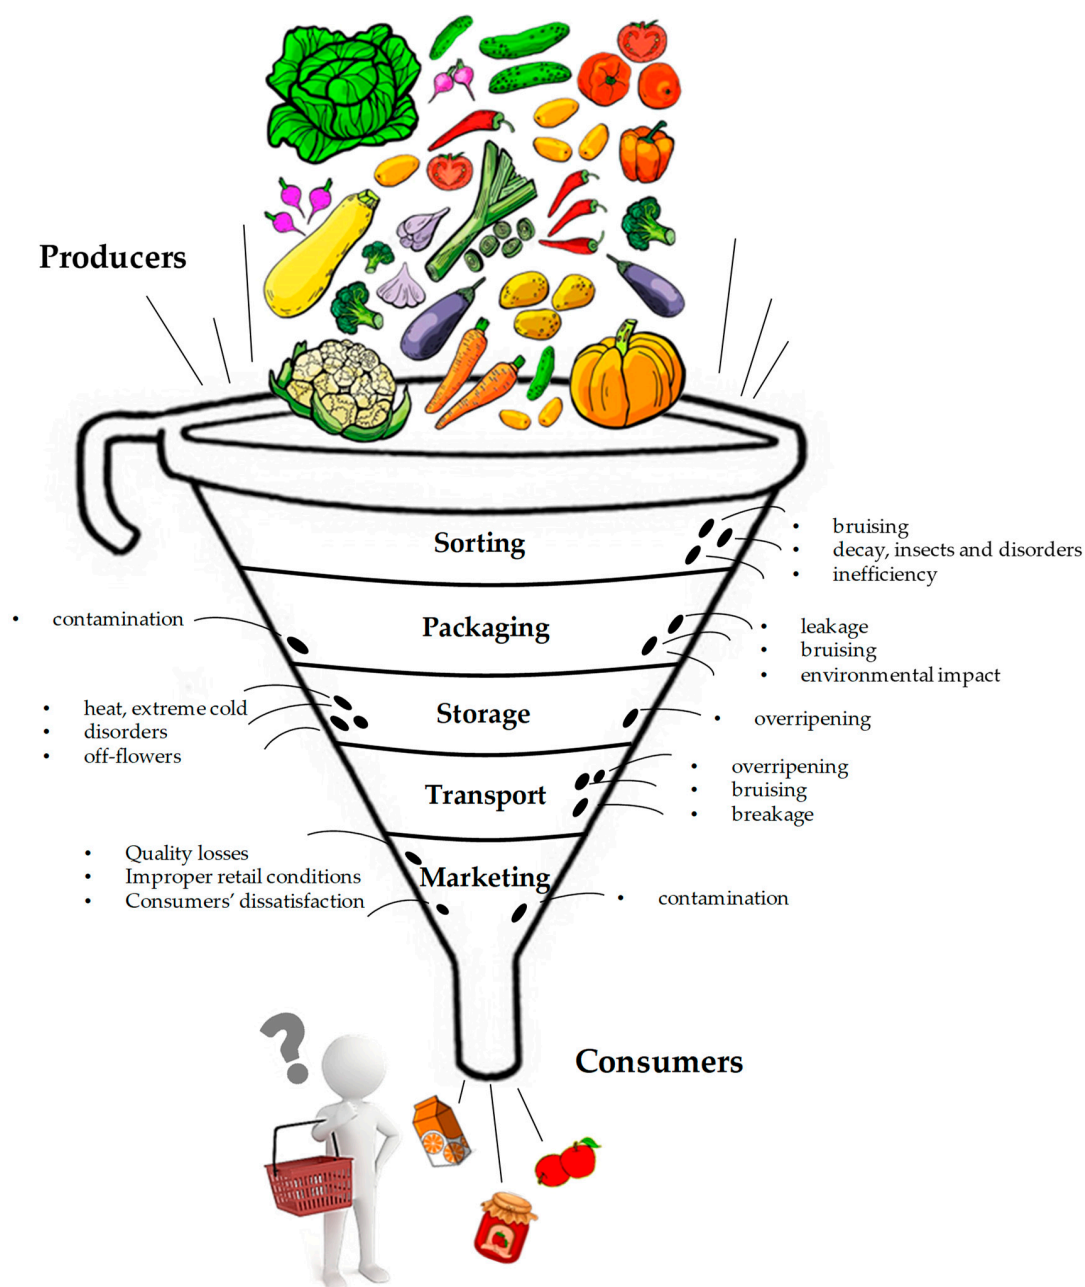 Producers
Sorting
• bruising
• decay, insects and disorders
• inefficiency
• contamination
Packaging
• leakage
• bruising
• environmental impact
• heat, extreme cold
• disorders
• off-flowers
Storage
• overripening
Transport
• overripening
• bruising
• breakage
• Quality losses
• Improper retail conditions
• Consumers’ dissatisfaction
Marketing
• contamination
?
Consumers